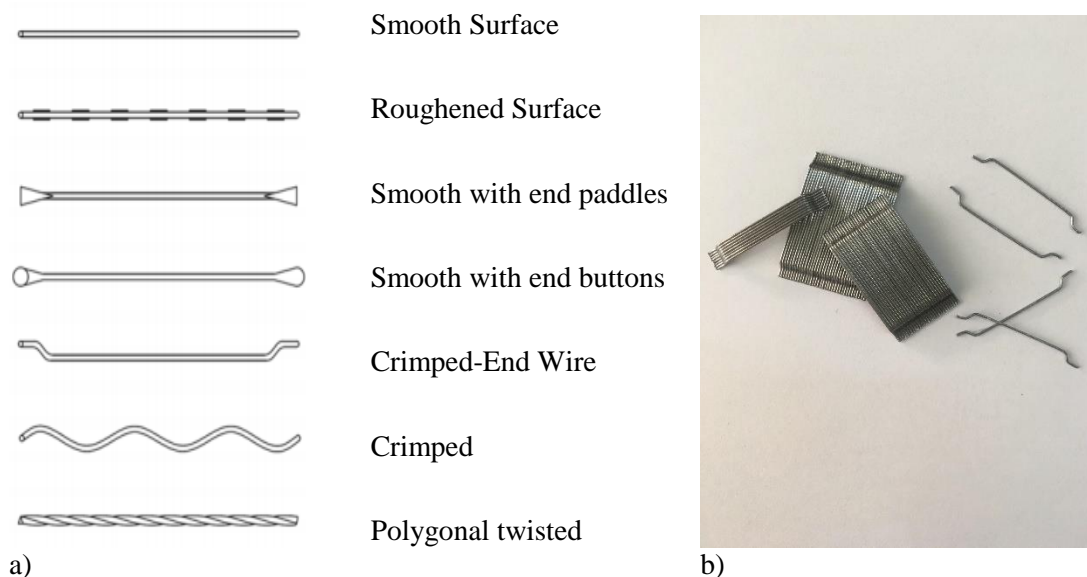 Smooth Surface
Roughened Surface
Smooth with end paddles
Smooth with end buttons
Crimped-End Wire
Crimped
Polygonal twisted
a)
b)